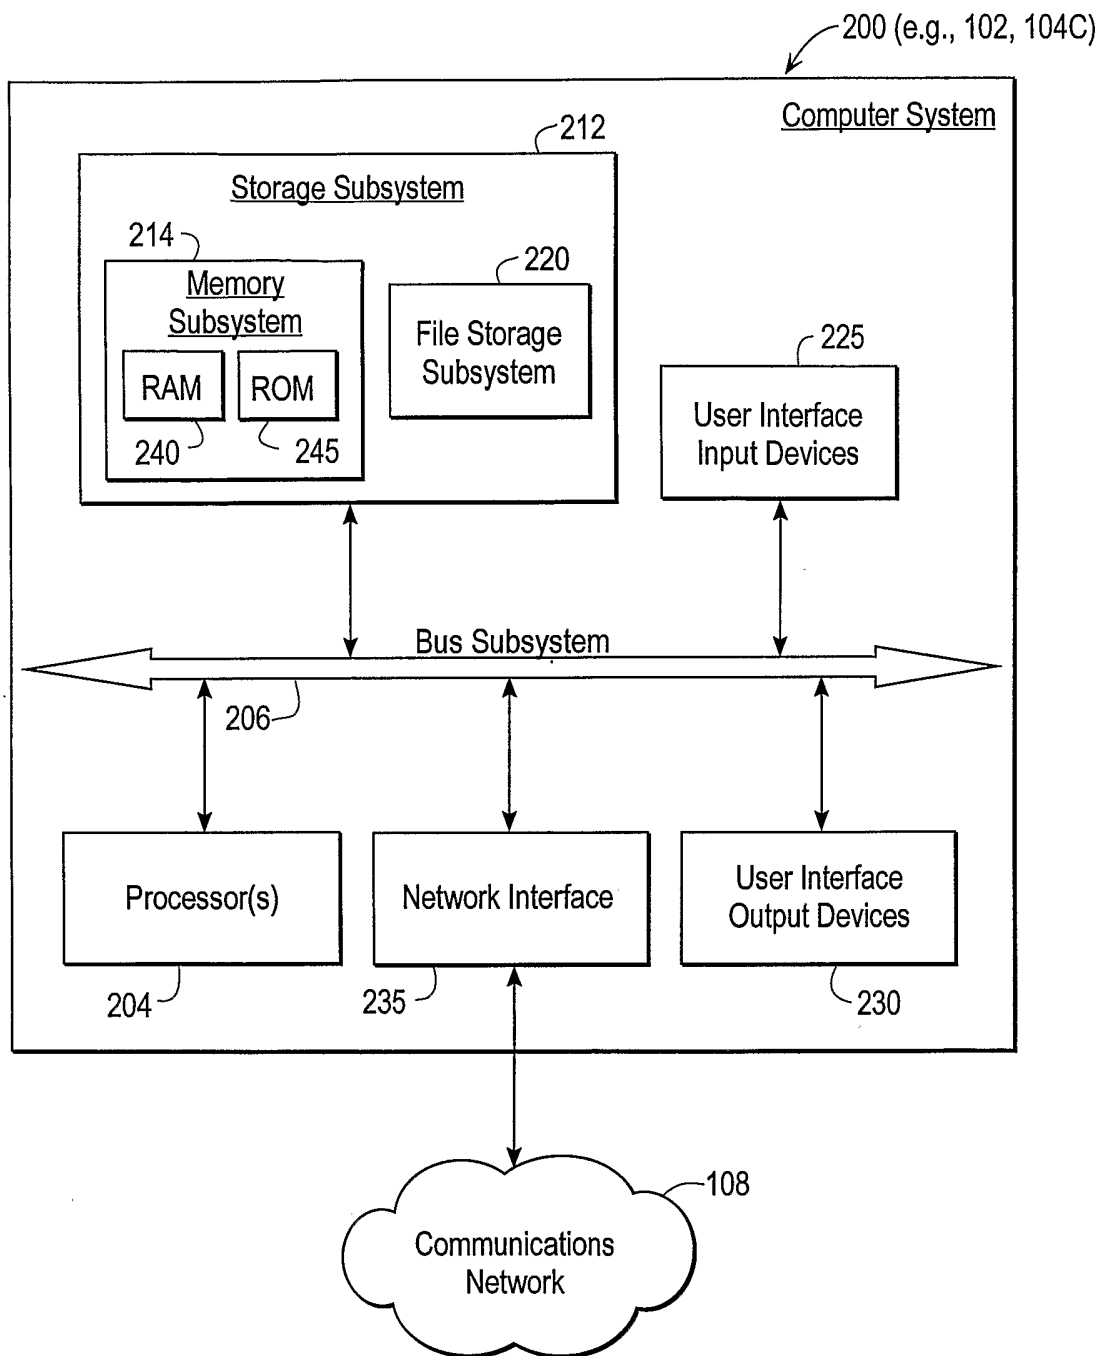 200 (e.g., 102, 104C)
Computer System
212
Storage Subsystem
214
Memory
Subsystem
RAM
ROM
240
245
220
File Storage
Subsystem
225
User Interface
Input Devices
Bus Subsystem
206
Processor(s)
204
Network Interface
235
User Interface
Output Devices
230
108
Communications
Network